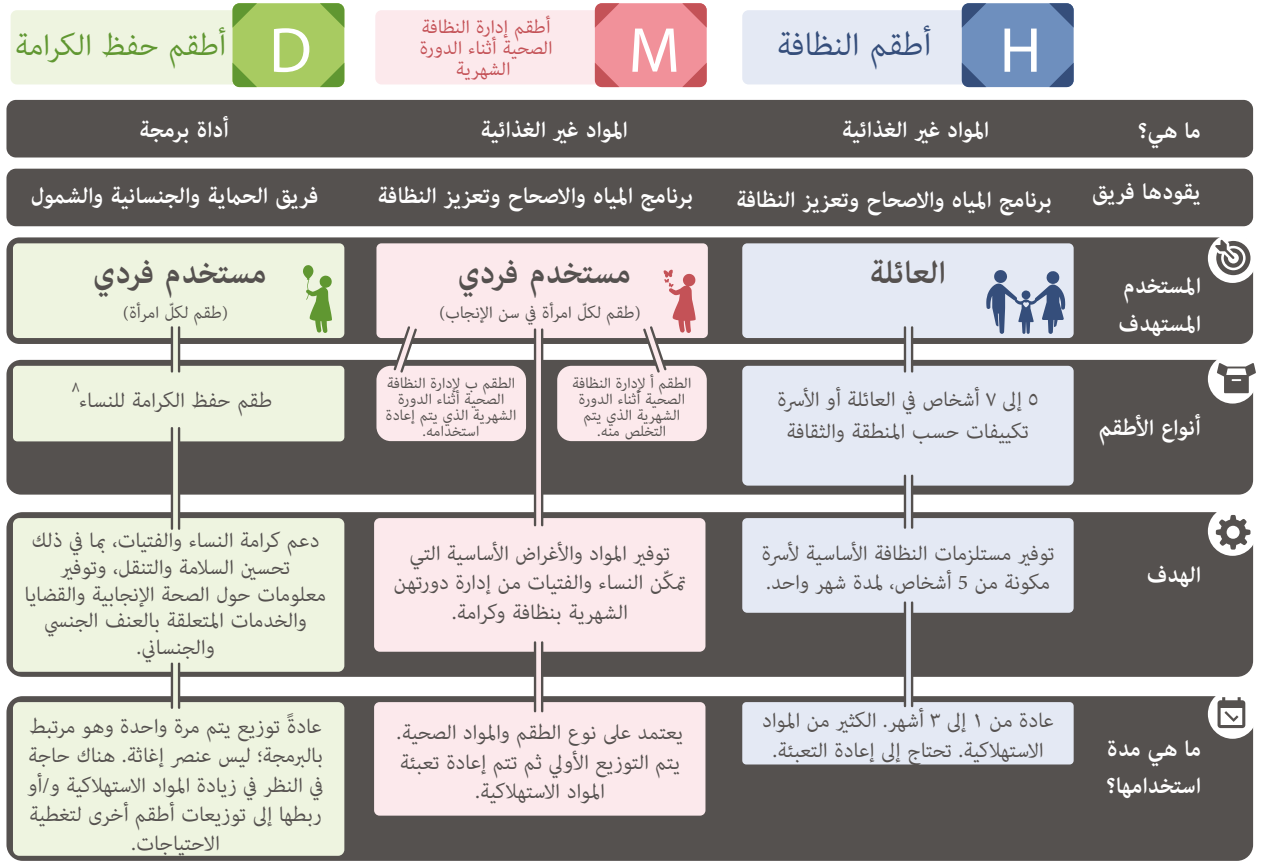 H
أطقم النظافة
M
أطقم إدارة النظافة
الصحية أثناء الدورة
الشهرية
D
أطقم حفظ الكرامة
ما هي؟
المواد غير الغذائية
المواد غير الغذائية
أداة برمجة
يقودها فريق
برنامج المياه والاصحاح وتعزيز النظافة
برنامج المياه والاصحاح وتعزيز النظافة
فريق الحماية والجنسانية والشمول
المستخدم
المستهدف
العائلة
مستخدم فردي
(طقم لكلّ امرأة في سن الإنجاب)
مستخدم فردي
(طقم لكلّ امرأة)
أنواع الأطقم
٥ إلى ٧ أشخاص في العائلة أو الأسرة
تكييفات حسب المنطقة والثقافة
الطقم أ لإدارة النظافة
الصحية أثناء الدورة
الشهرية الذي يتم
التخلص منه.
الطقم ب لإدارة النظافة
الصحية أثناء الدورة
الشهرية الذي يتم إعادة
استخدامه.
طقم حفظ الكرامة للنساء٨
الهدف
توفير مستلزمات النظافة الأساسية لأسرة
مكونة من 5 أشخاص، لمدة شهر واحد.
توفير المواد والأغراض الأساسية التي
تمكّن النساء والفتيات من إدارة دورتهن
الشهرية بنظافة وكرامة.
دعم كرامة النساء والفتيات، بما في ذلك
تحسين السلامة والتنقل، وتوفير
معلومات حول الصحة الإنجابية والقضايا
والخدمات المتعلقة بالعنف الجنسي
والجنساني.
ما هي مدة
استخدامها؟
عادة من ١ إلى ٣ أشهر. الكثير من المواد
الاستهلاكية. تحتاج إلى إعادة التعبئة.
يعتمد على نوع الطقم والمواد الصحية.
يتم التوزيع الأولي ثم تتم إعادة تعبئة
المواد الاستهلاكية.
عادةً توزيع يتم مرة واحدة وهو مرتبط
بالبرمجة؛ ليس عنصر إغاثة. هناك حاجة
في النظر في زيادة المواد الاستهلاكية و/أو
ربطها إلى توزيعات أطقم أخرى لتغطية
الاحتياجات.